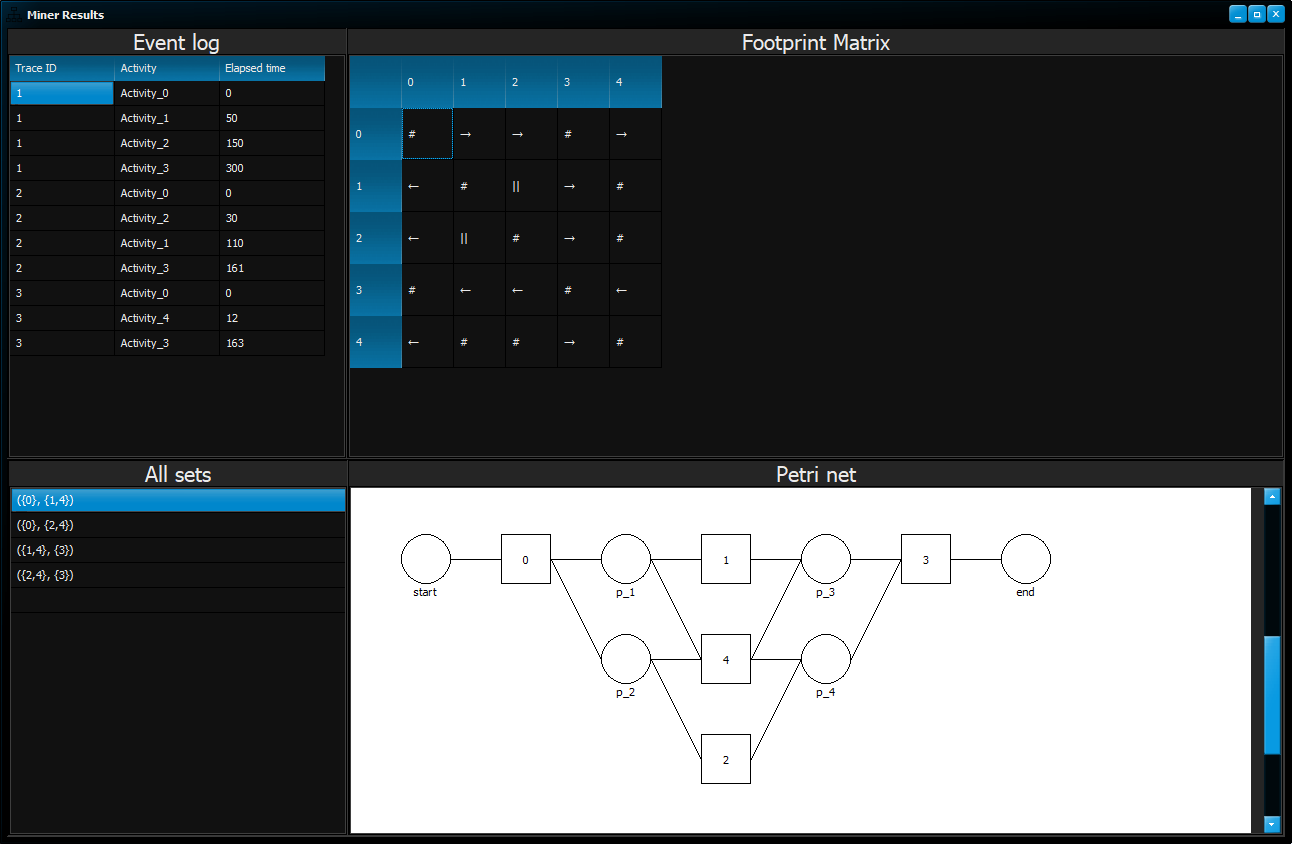 Miner Results
Event log
Trace ID Activity Elapsed time
1 Activity_0 0
1 Activity_1 50
1 Activity_2 150
1 Activity_3 300
2 Activity_0 0
2 Activity_2 30
2 Activity_1 110
2 Activity_3 161
3 Activity_0 0
3 Activity_4 12
3 Activity_3 163
Footprint Matrix
0 1 2 3 4
0 # → → # →
1 ← # || → #
2 ← || # → #
3 # ← ← # ←
4 ← # # → #
All sets
({0}, {1,4})
({0}, {2,4})
({1,4}, {3})
({2,4}, {3})
Petri net
0 1 3
start p_1 p_3 end
4
p_2 p_4
2